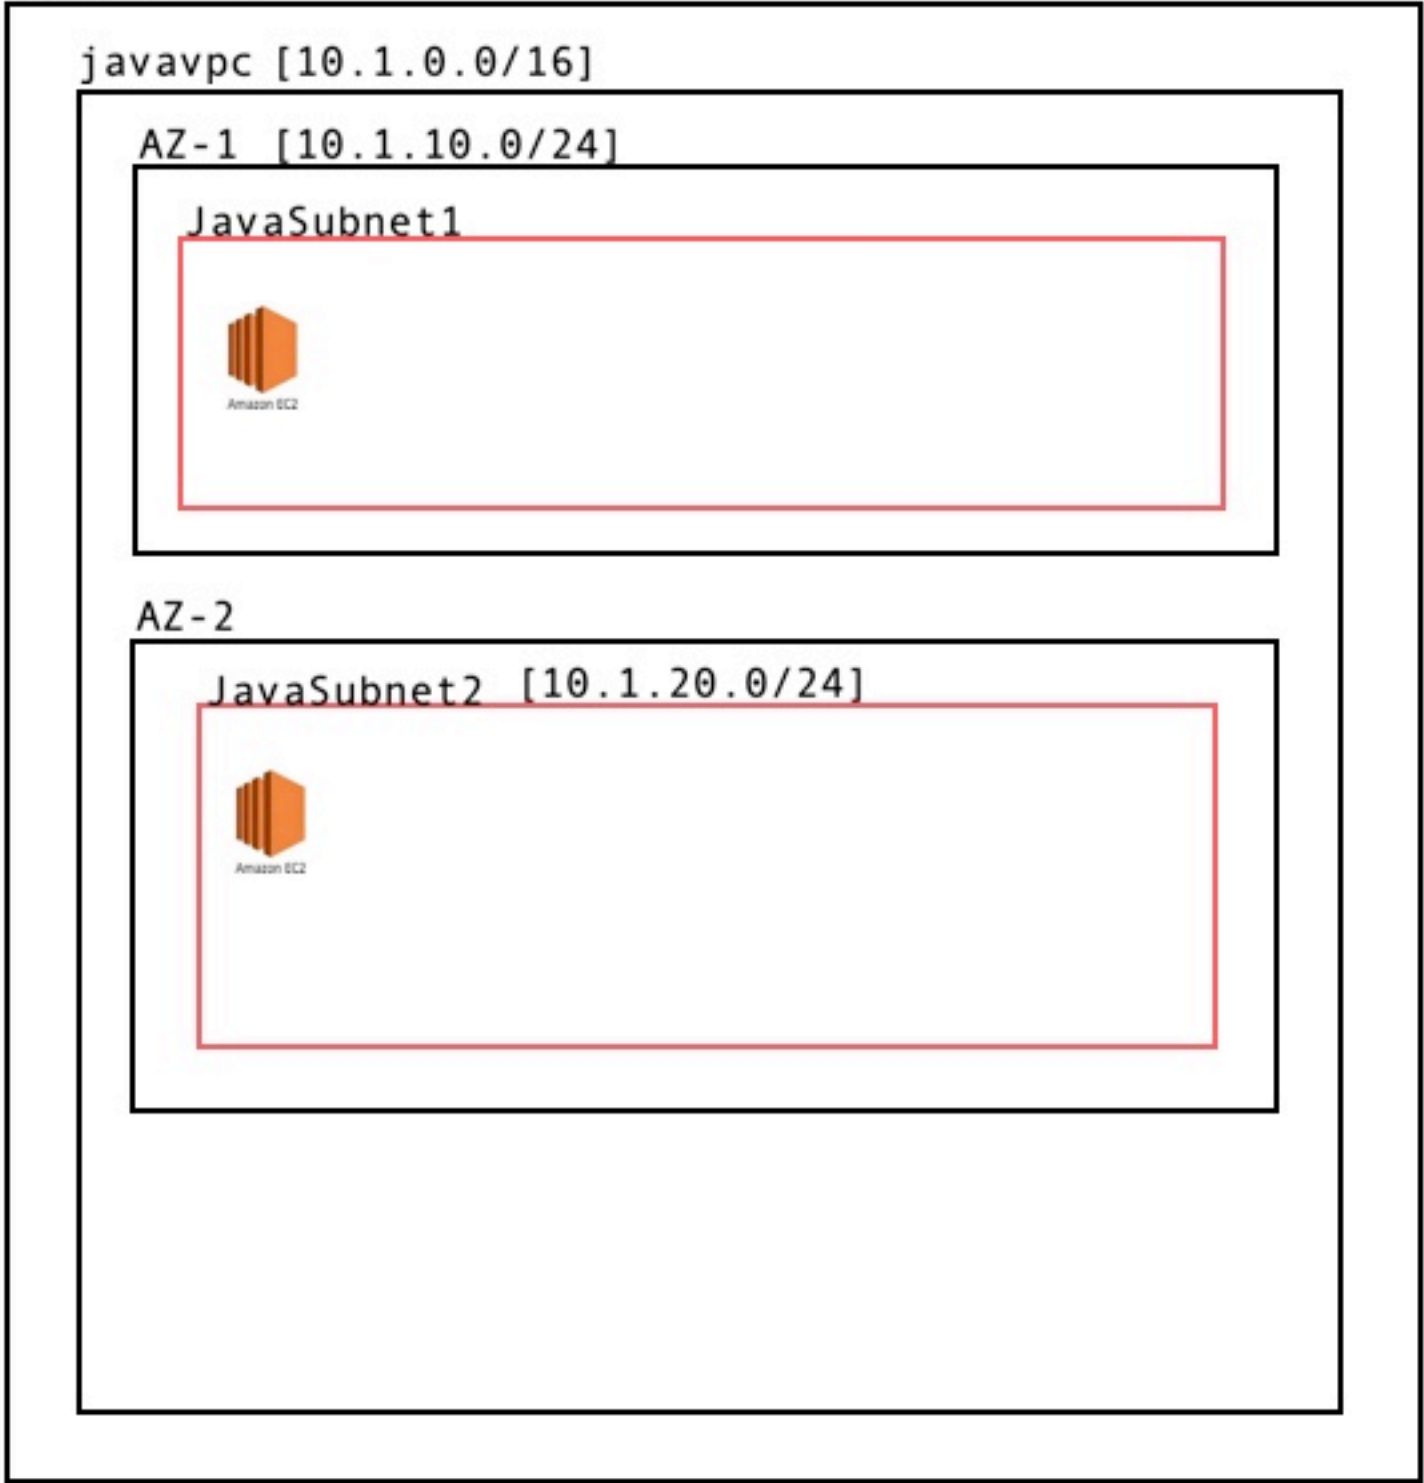 javavpc [10.1.0.0/16]
AZ-1 [10.1.10.0/24]
JavaSubnet1
Amazon EC2
AZ-2
JavaSubnet2 [10.1.20.0/24]
Amazon EC2